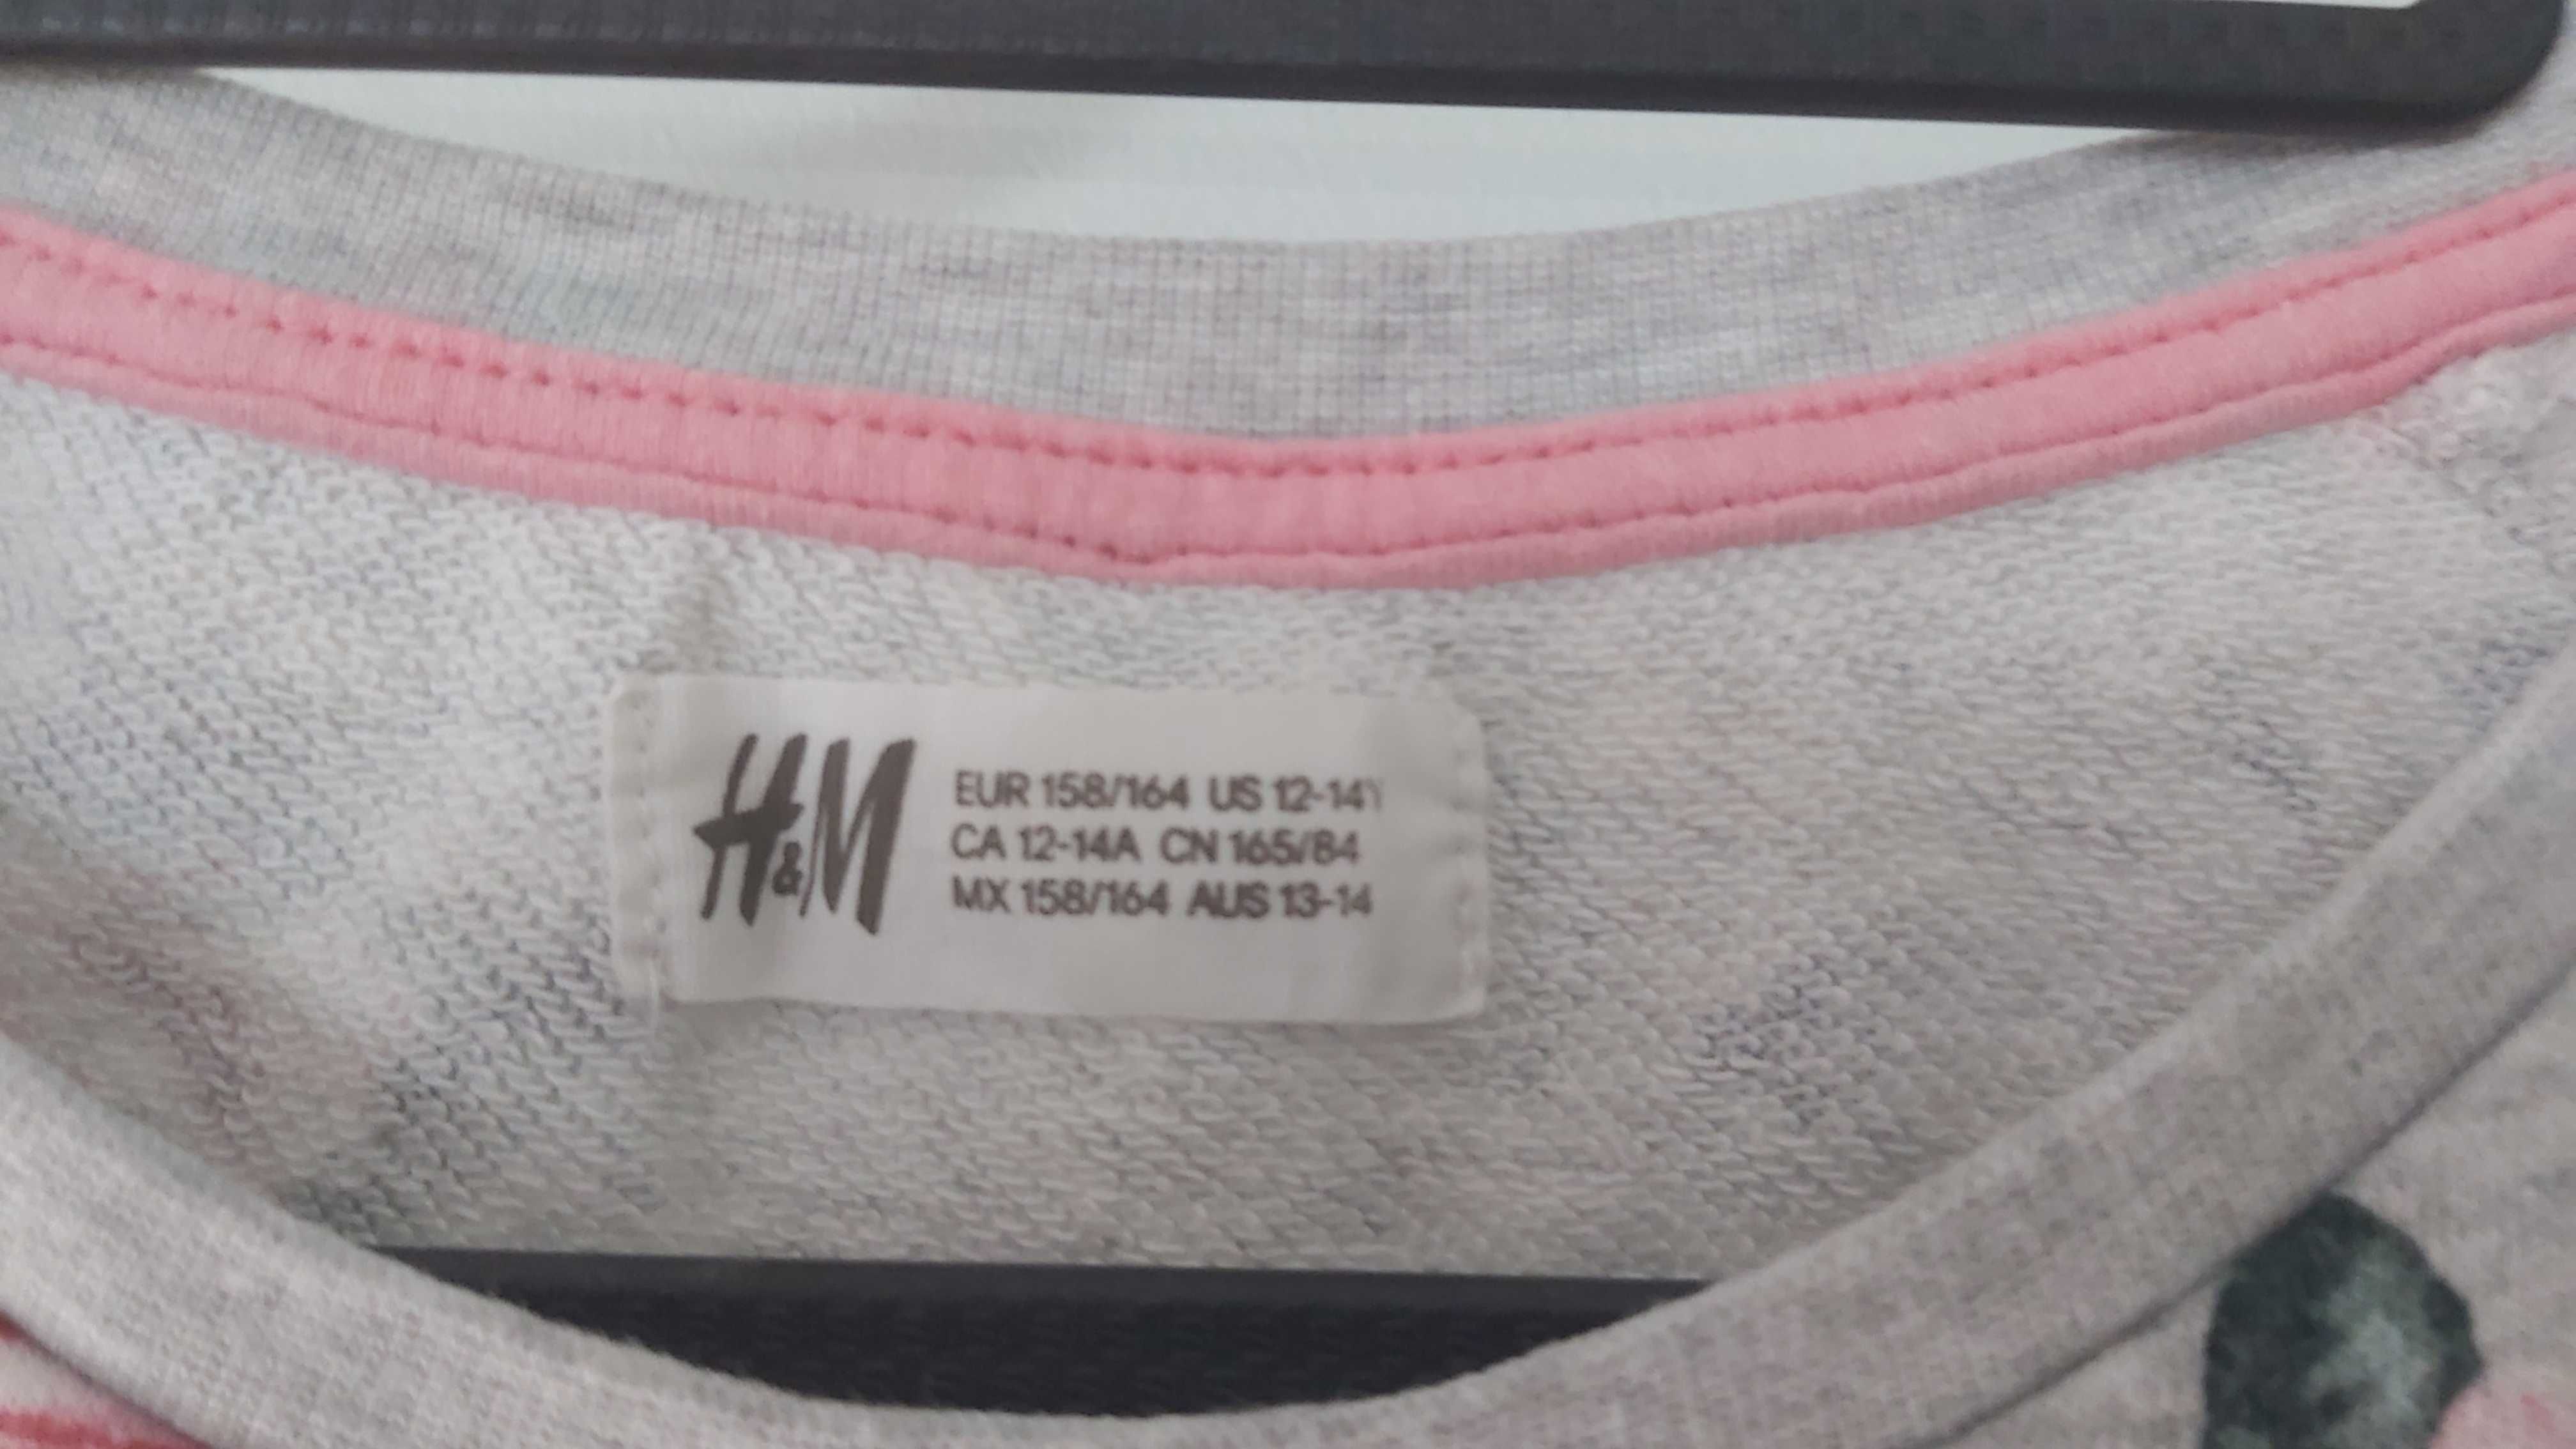 H&M
EUR 158/164 US 12-14Y
CA 12-14A CN 165/84
MX 158/164 AUS 13-14